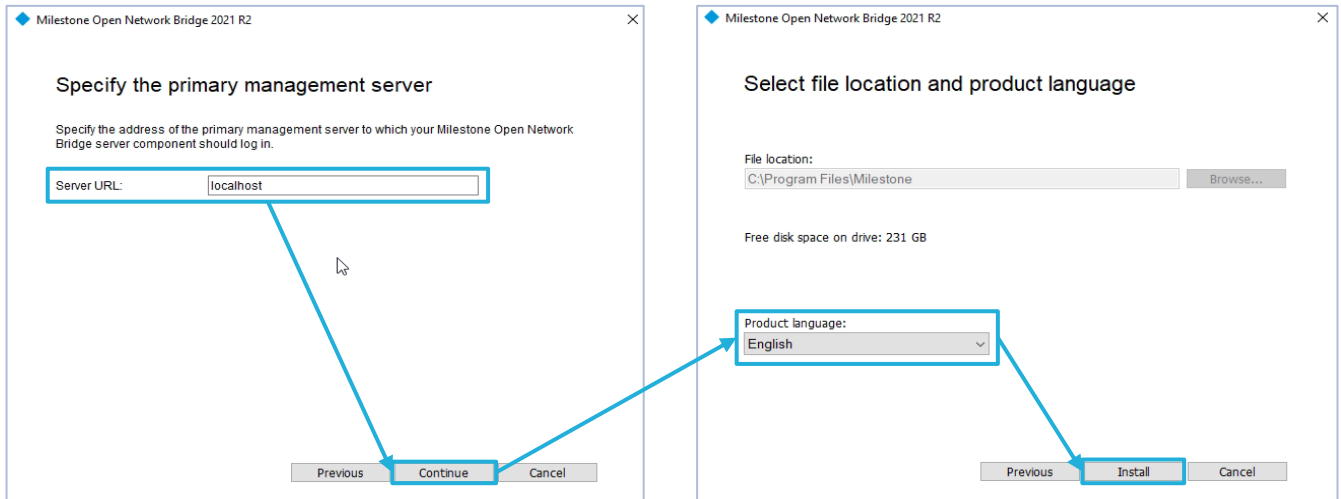 Milestone Open Network Bridge 2021 R2
Specify the primary management server
Specify the address of the primary management server to which your Milestone Open Network
Bridge server component should log in.
Server URL:
localhost
Previous
Continue
Cancel
Milestone Open Network Bridge 2021 R2
Select file location and product language
File location:
C:\Program Files\Milestone
Browse...
Free disk space on drive: 231 GB
Product language:
English
Previous
Install
Cancel